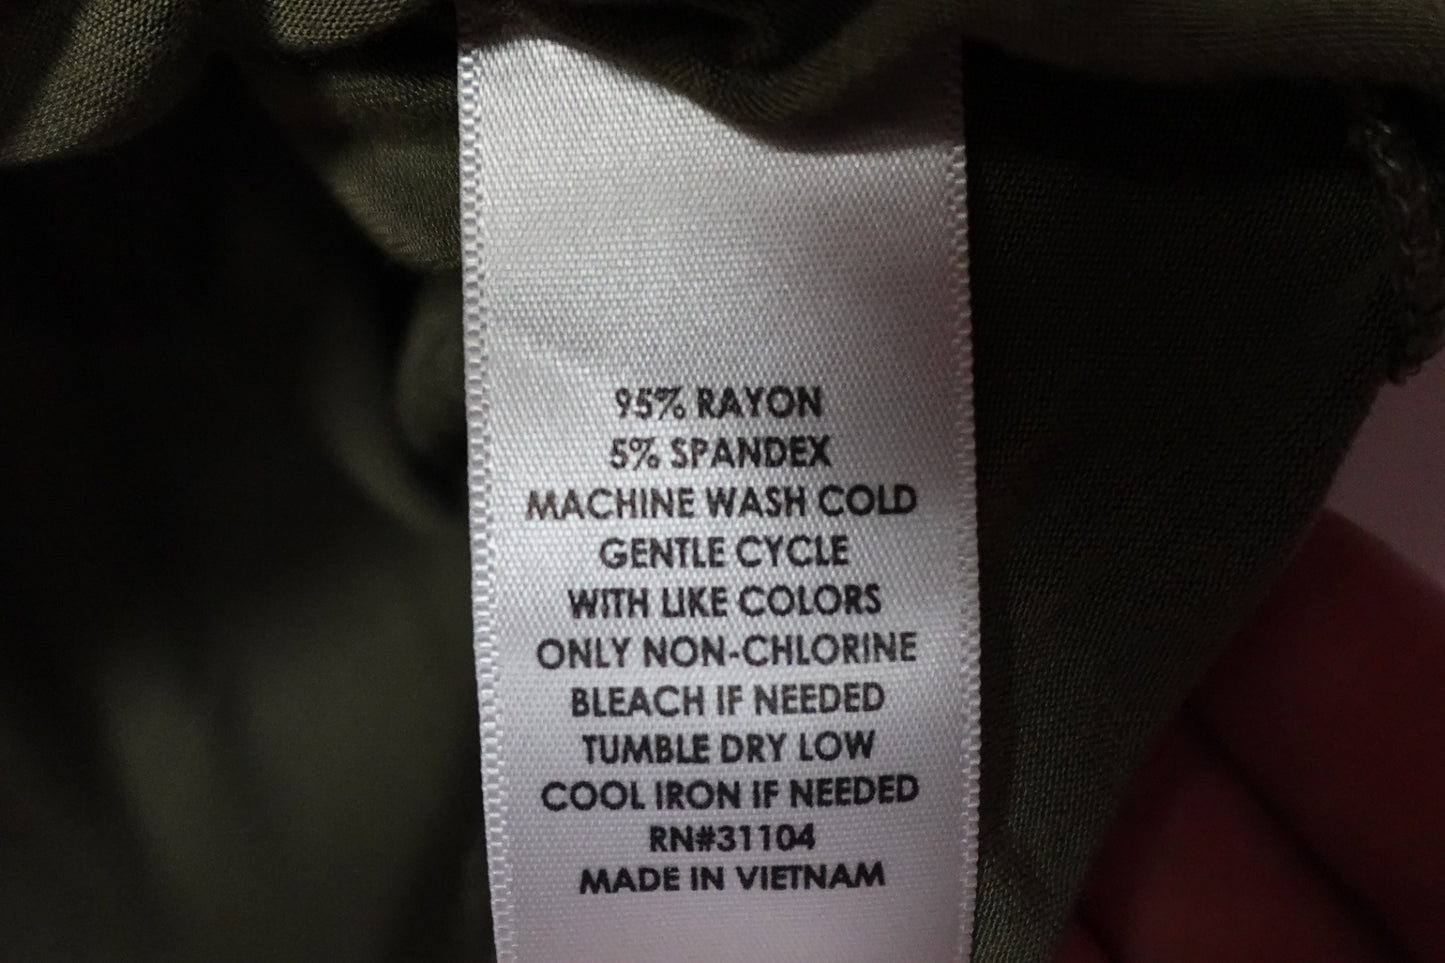 95% RAYON
5% SPANDEX
MACHINE WASH COLD
GENTLE CYCLE
WITH LIKE COLORS
ONLY NON-CHLORINE
BLEACH IF NEEDED
TUMBLE DRY LOW
COOL IRON IF NEEDED
RN#31104
MADE IN VIETNAM